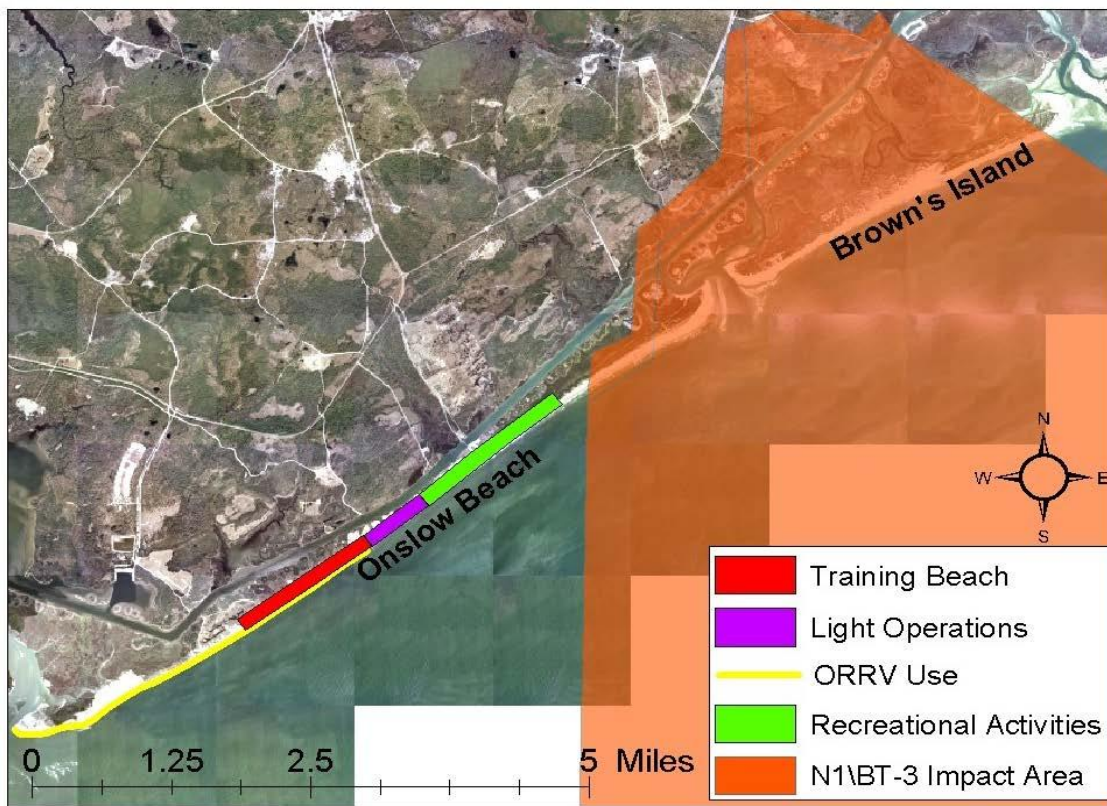 Brown's Island
Onslow Beach
N
W E
S
Training Beach
Light Operations
ORRV Use
Recreational Activities
N1\BT-3 Impact Area
0 1.25 2.5 5 Miles